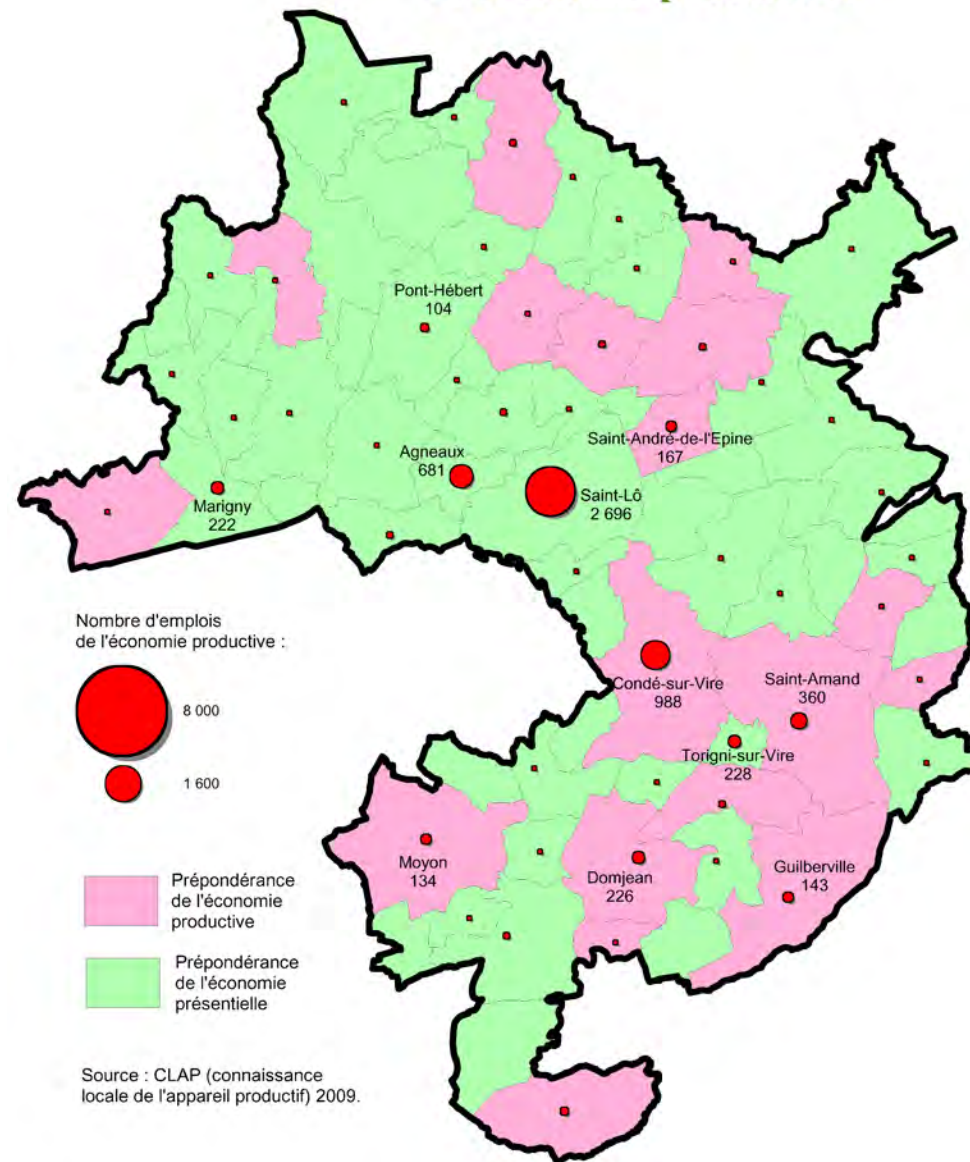 Pont-Hébert
104
Agneaux
681
Saint-André-de-l'Epine
167
Saint-Lô
2 696
Marigny
222
Nombre d'emplois
de l'économie productive :
8 000
1 600
Condé-sur-Vire
988
Saint-Amand
360
Torigni-sur-Vire
228
Moyon
134
Domjean
226
Guilberville
143
Prépondérance
de l'économie
productive
Prépondérance
de l'économie
présentielle
Source : CLAP (connaissance
locale de l'appareil productif) 2009.